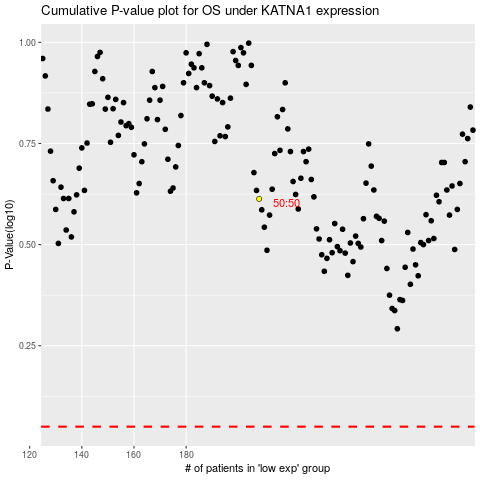 Cumulative P-value plot for OS under KATNA1 expression
P-Value(log10)
1.00
0.75
0.50
0.25
50:50
120 140 160 180
# of patients in 'low exp' group